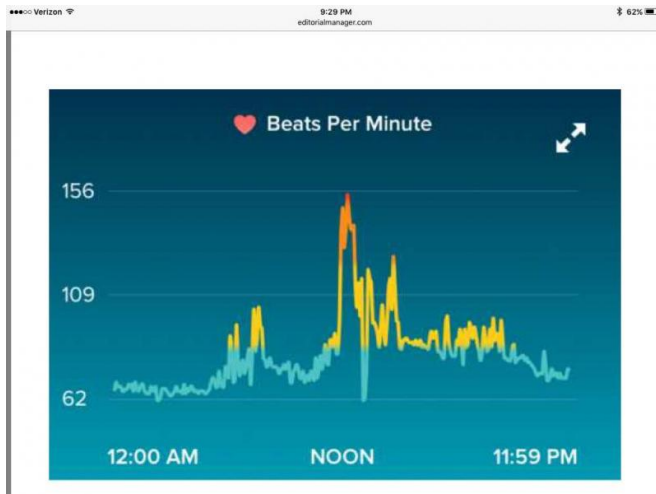 Verizon 9:29 PM 62%
editorialmanager.com
Beats Per Minute
156
109
62
12:00 AM NOON 11:59 PM